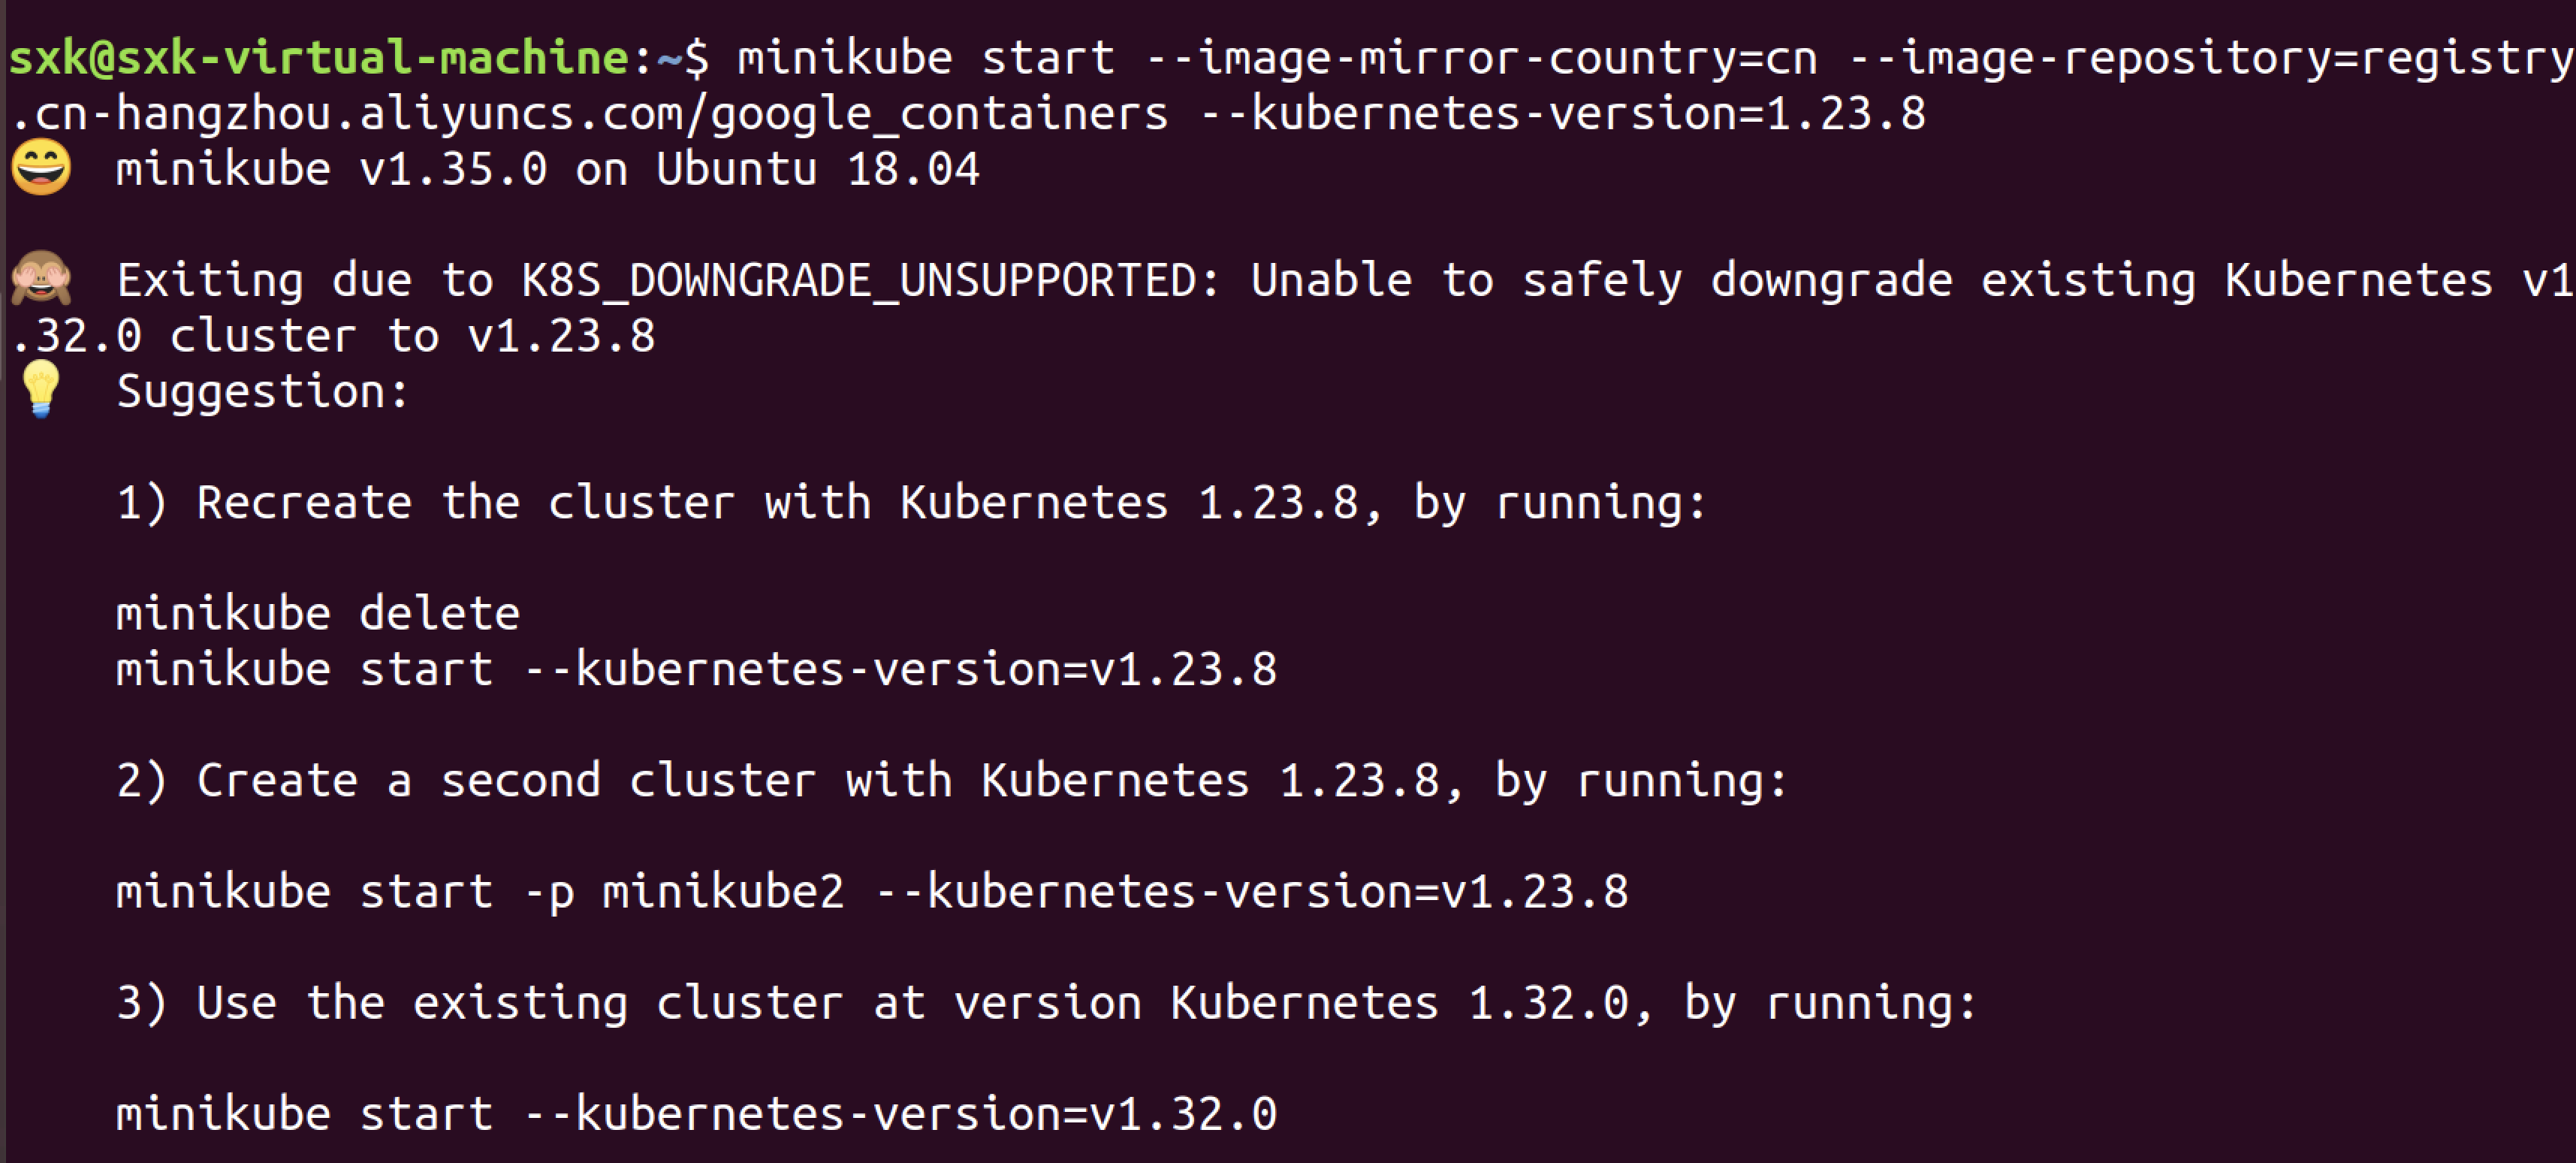 sxk@sxk-virtual-machine:~$ minikube start --image-mirror-country=cn --image-repository=registry
.cn-hangzhou.aliyuncs.com/google_containers --kubernetes-version=1.23.8
😄 minikube v1.35.0 on Ubuntu 18.04
🙈 Exiting due to K8S_DOWNGRADE_UNSUPPORTED: Unable to safely downgrade existing Kubernetes v1
.32.0 cluster to v1.23.8
💡 Suggestion:
1) Recreate the cluster with Kubernetes 1.23.8, by running:
minikube delete
minikube start --kubernetes-version=v1.23.8
2) Create a second cluster with Kubernetes 1.23.8, by running:
minikube start -p minikube2 --kubernetes-version=v1.23.8
3) Use the existing cluster at version Kubernetes 1.32.0, by running:
minikube start --kubernetes-version=v1.32.0